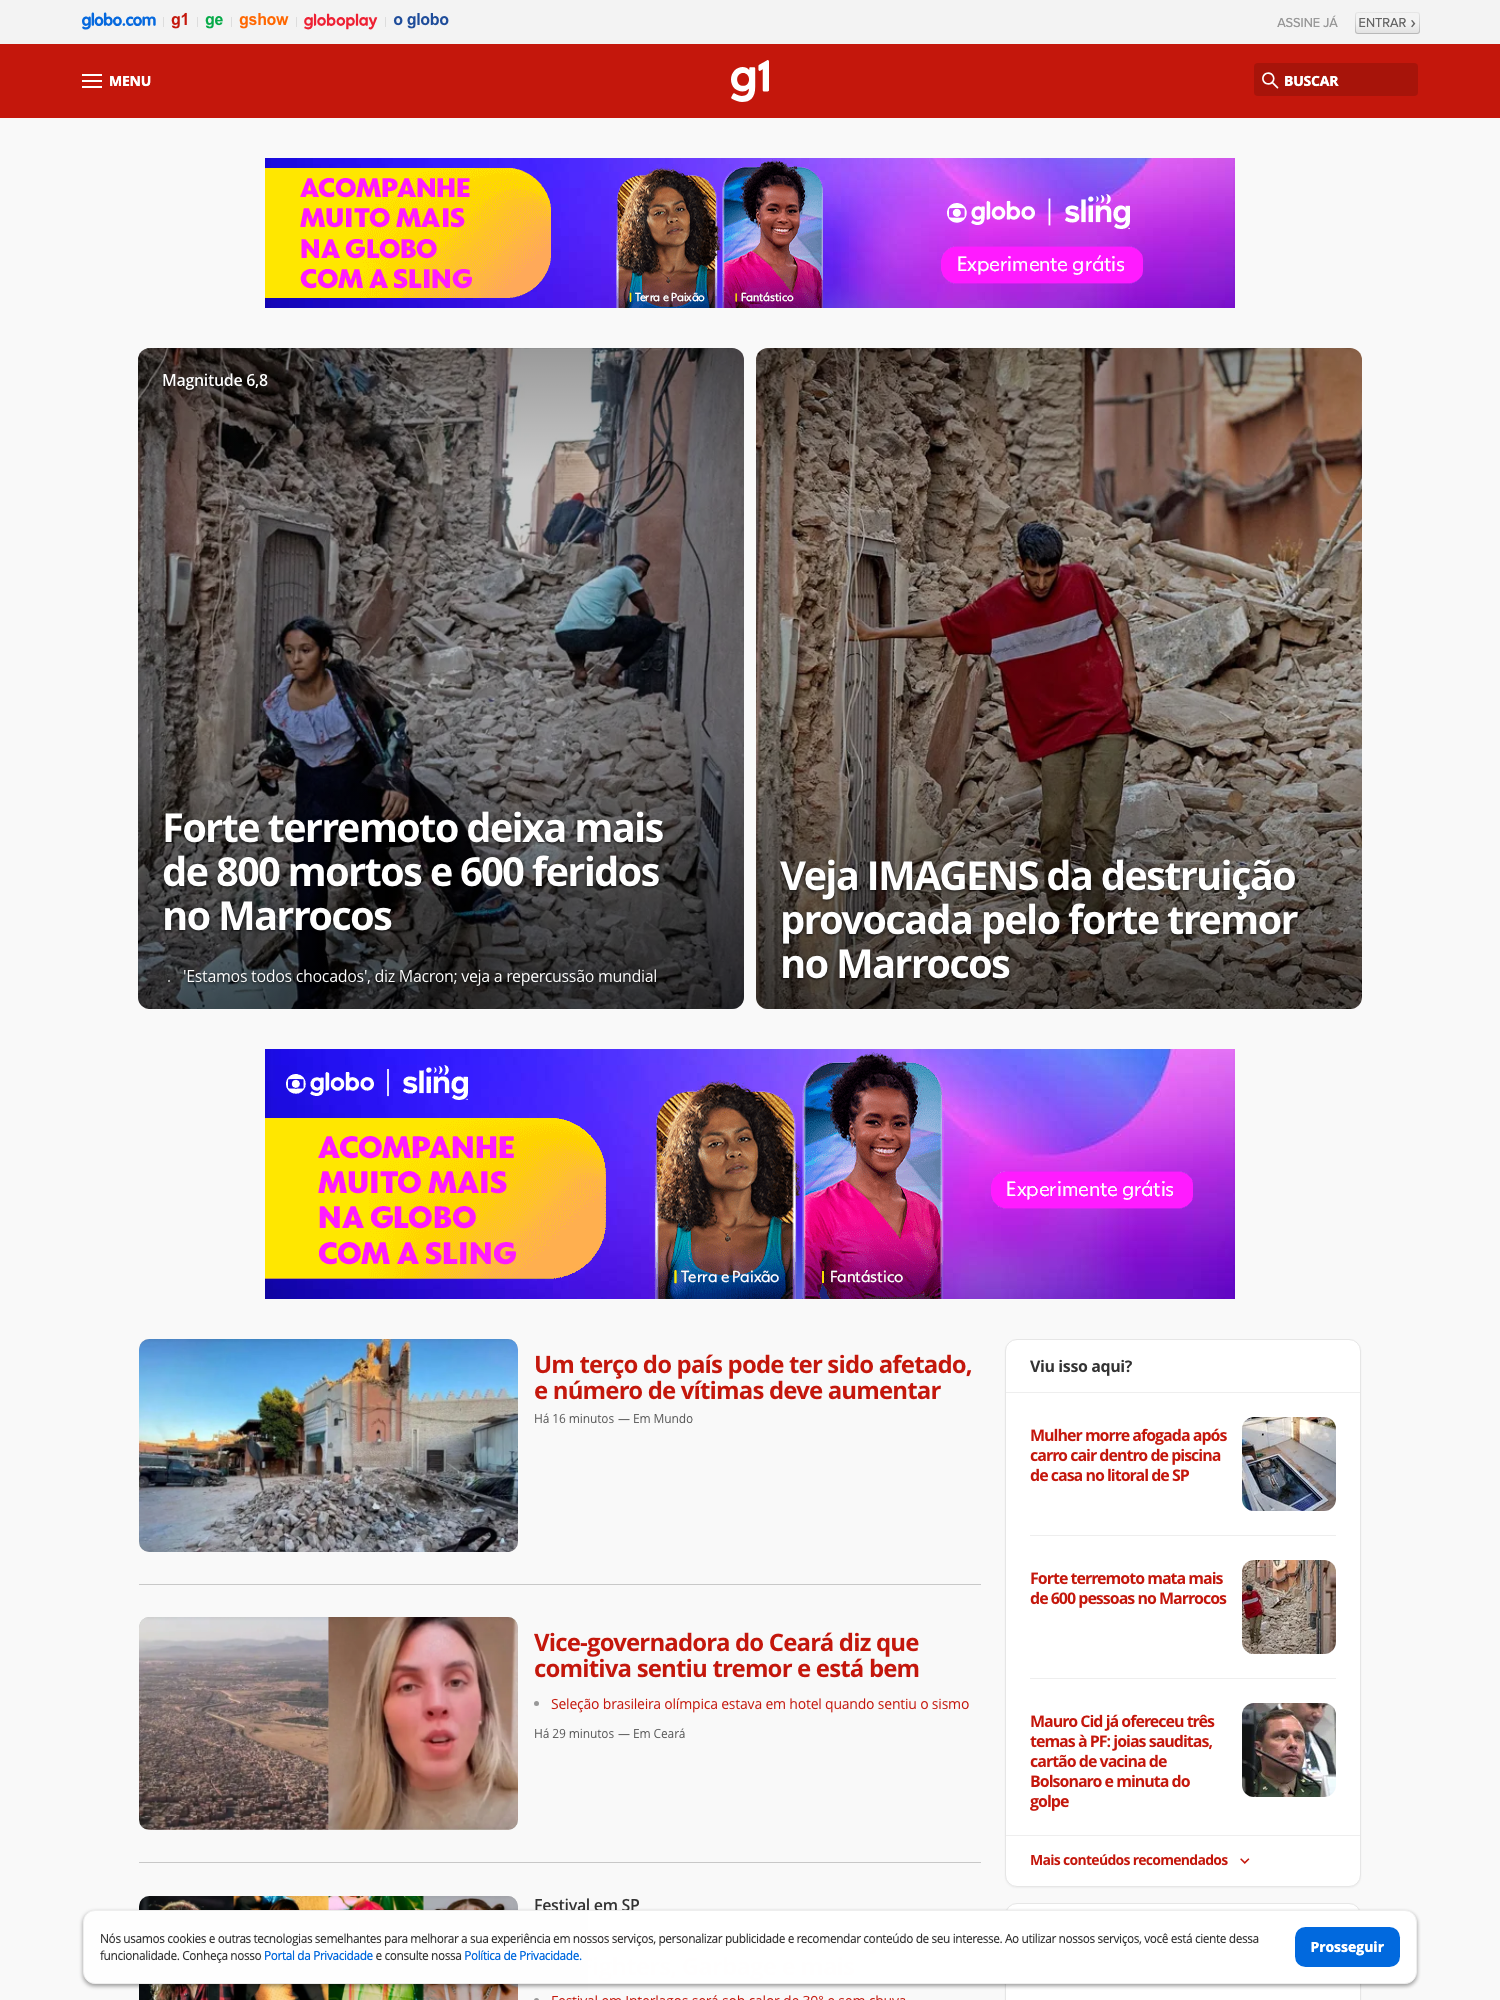 globo.com g1 ge gshow globoplay o globo
ASSINE JÁ ENTRAR ›
MENU
g1
BUSCAR
ACOMPANHE
MUITO MAIS
NA GLOBO
COM A SLING
Terra e Paixão
Fantástico
globo | sling
Experimente grátis
Magnitude 6,8
Forte terremoto deixa mais
de 800 mortos e 600 feridos
no Marrocos
. 'Estamos todos chocados', diz Macron; veja a repercussão mundial
Veja IMAGENS da destruição
provocada pelo forte tremor
no Marrocos
globo | sling
ACOMPANHE
MUITO MAIS
NA GLOBO
COM A SLING
Terra e Paixão
Fantástico
Experimente grátis
Um terço do país pode ter sido afetado,
e número de vítimas deve aumentar
Há 16 minutos — Em Mundo
Vice-governadora do Ceará diz que
comitiva sentiu tremor e está bem
• Seleção brasileira olímpica estava em hotel quando sentiu o sismo
Há 29 minutos — Em Ceará
Viu isso aqui?
Mulher morre afogada após
carro cair dentro de piscina
de casa no litoral de SP
Forte terremoto mata mais
de 600 pessoas no Marrocos
Mauro Cid já ofereceu três
temas à PF: joias sauditas,
cartão de vacina de
Bolsonaro e minuta do
golpe
Mais conteúdos recomendados
Festival em SP
Nós usamos cookies e outras tecnologias semelhantes para melhorar a sua experiência em nossos serviços, personalizar publicidade e recomendar conteúdo de seu interesse. Ao utilizar nossos serviços, você está ciente dessa
funcionalidade. Conheça nosso Portal da Privacidade e consulte nossa Política de Privacidade.
Prosseguir
• Festival em Interlagos será sob calor de 30° e sem chuva